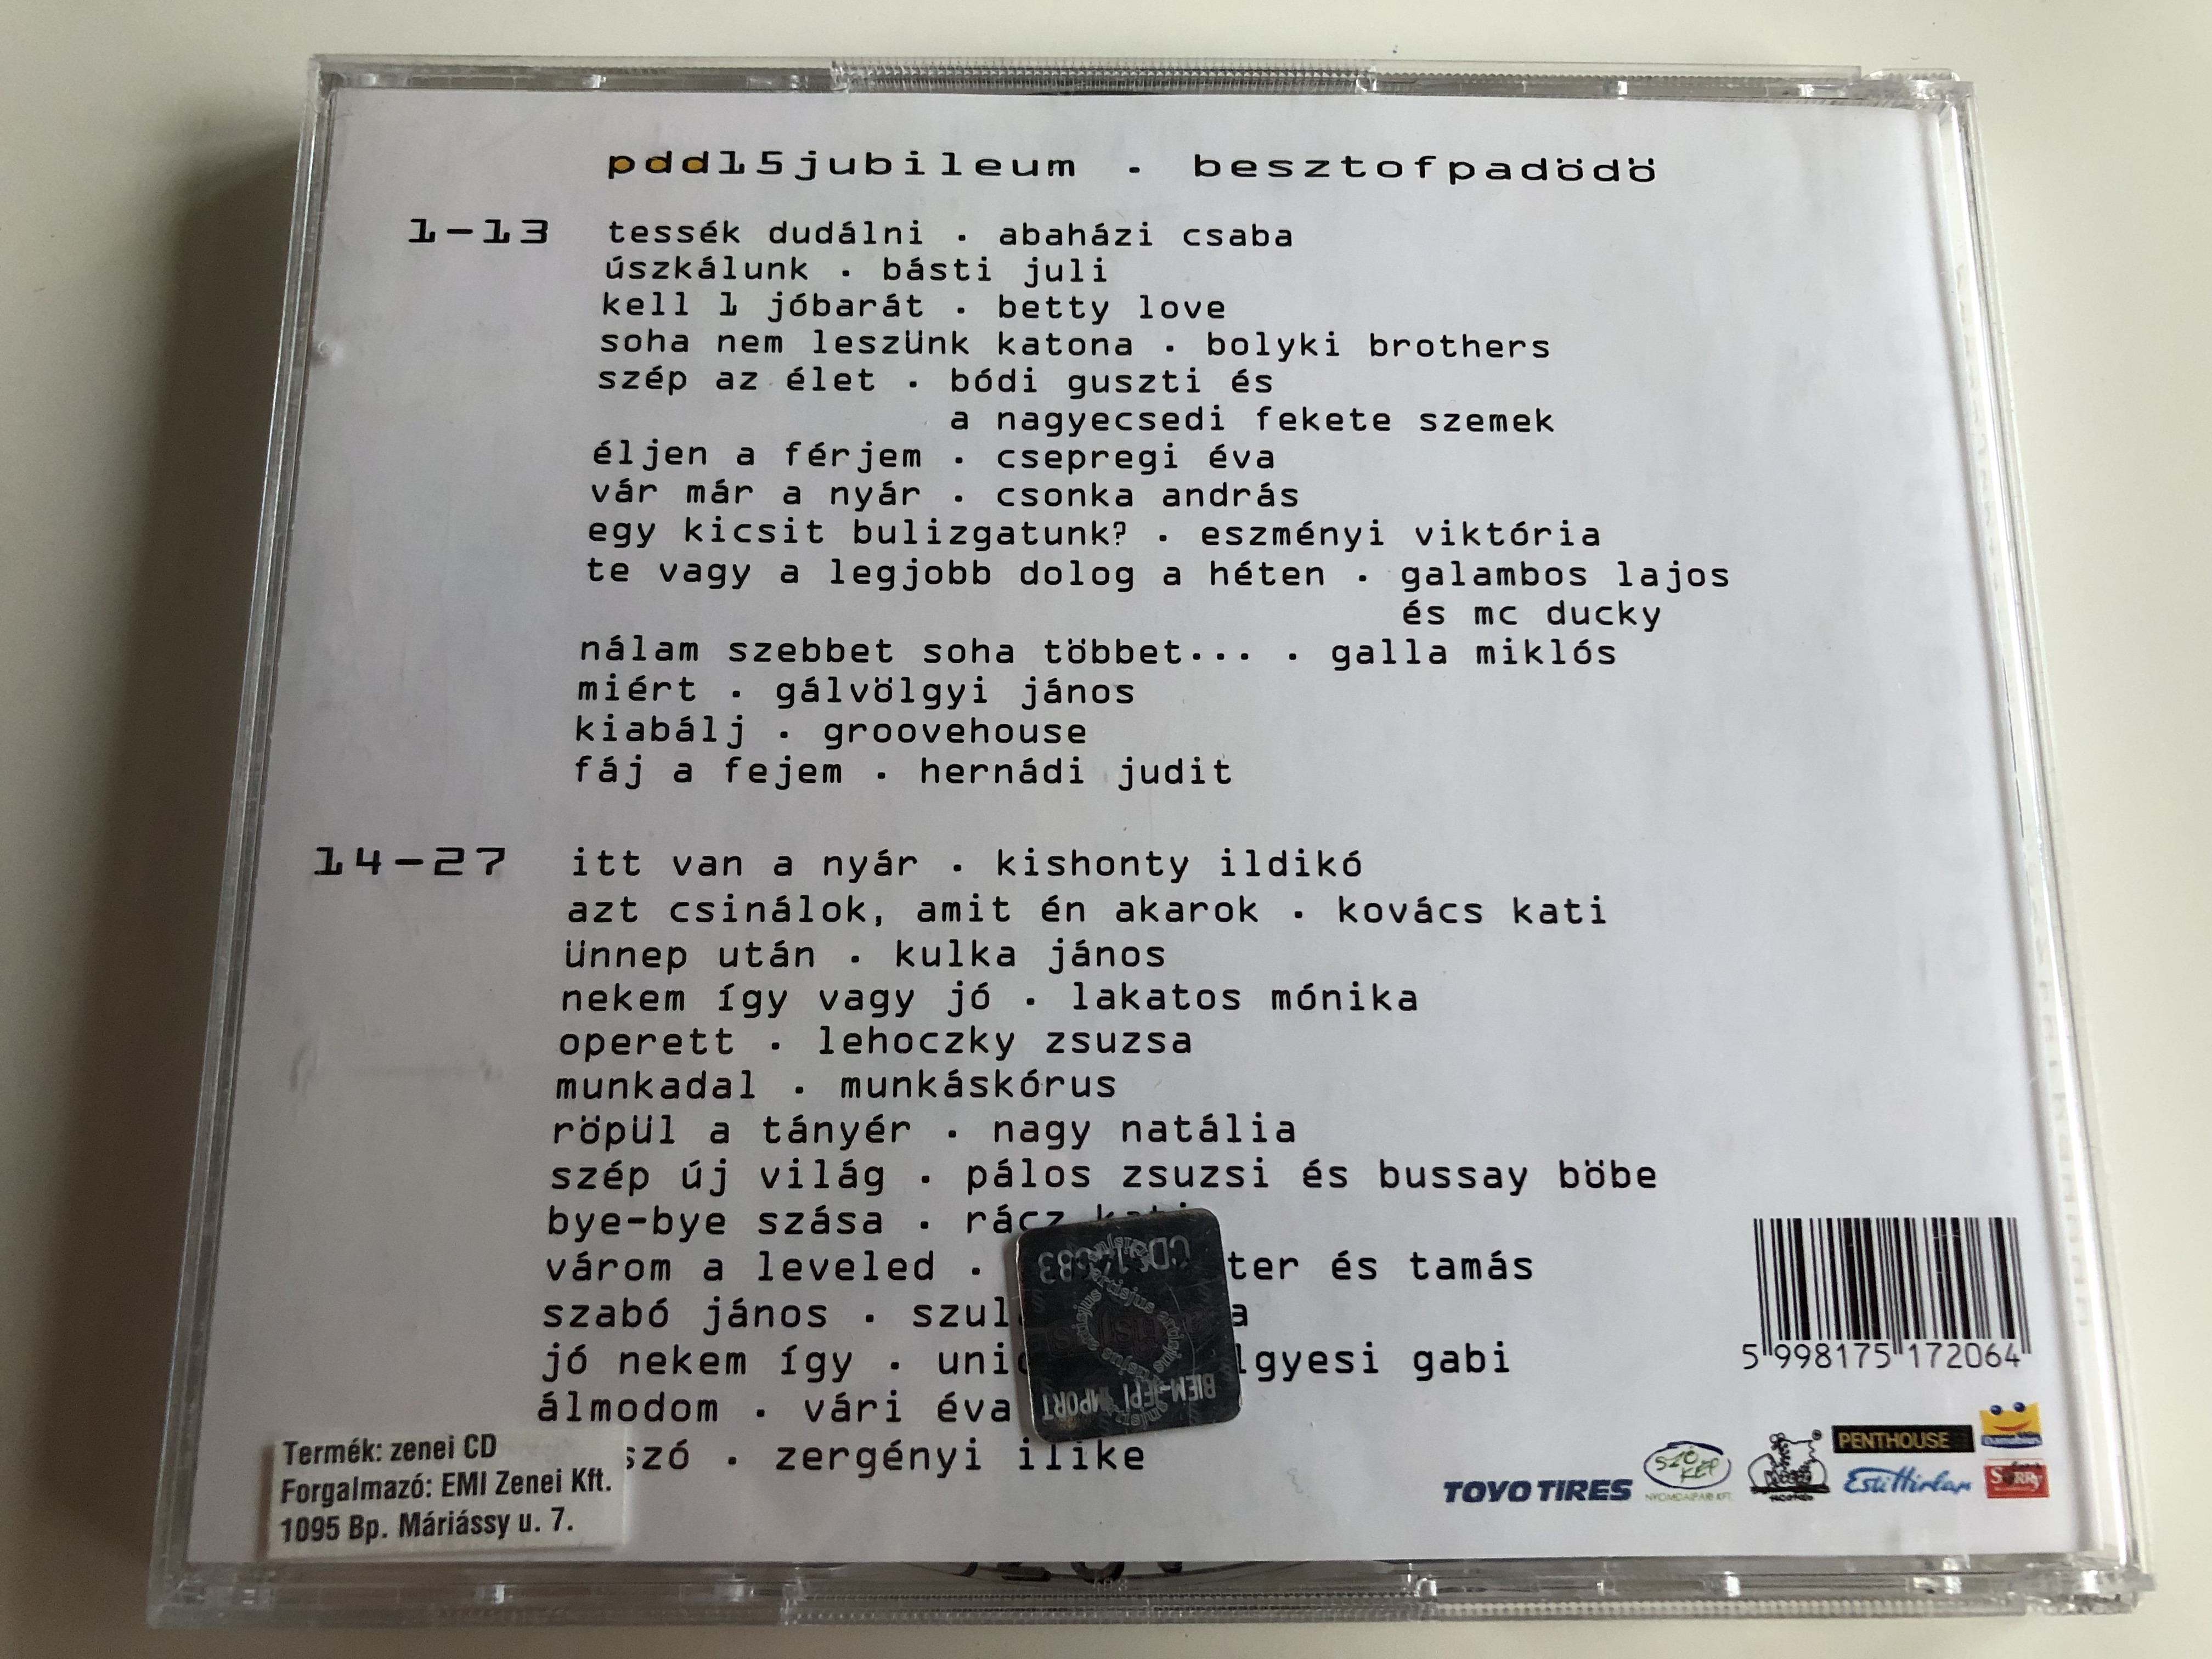 pdd15jubileum . besztofpadödö
1-13 tessék dudálni . abaházi csaba
úszkálunk . básti juli
kell 1 jóbarát . betty love
soha nem leszünk katona . bolyki brothers
szép az élet . bódi guszti és
a nagyecsedi fekete szemek
éljen a férjem . csepregi éva
vár már a nyár . csonka andrás
egy kicsit bulizgatunk? . eszményi viktória
te vagy a legjobb dolog a héten . galambos lajos
és mc ducky
nálam szebbet soha többet... . galla miklós
miért . gálvölgyi jános
kiabálj . groovehouse
fáj a fejem . hernádi judit
14-27 itt van a nyár . kishonty ildikó
azt csinálok, amit én akarok . kovács kati
ünnep után . kulka jános
nekem így vagy jó . lakatos mónika
operett . lehoczky zsuzsa
munkadal . munkáskórus
röpül a tányér . nagy natália
szép új világ . pálos zsuzsi és bussay böbe
bye-bye szása . rácz kati
várom a leveled . és tamás
szabó jános .
jó nekem így . gabi
álmodom . vári éva
. zergényi ilike
BIEM-IFPI IMPORT
Termék: zenei CD
Forgalmazó: EMI Zenei Kft.
1095 Bp. Máriássy u. 7.
5 998175 172064
TOYO TIRES
SZÓ KÉP
PENTHOUSE
Esti Hírlap